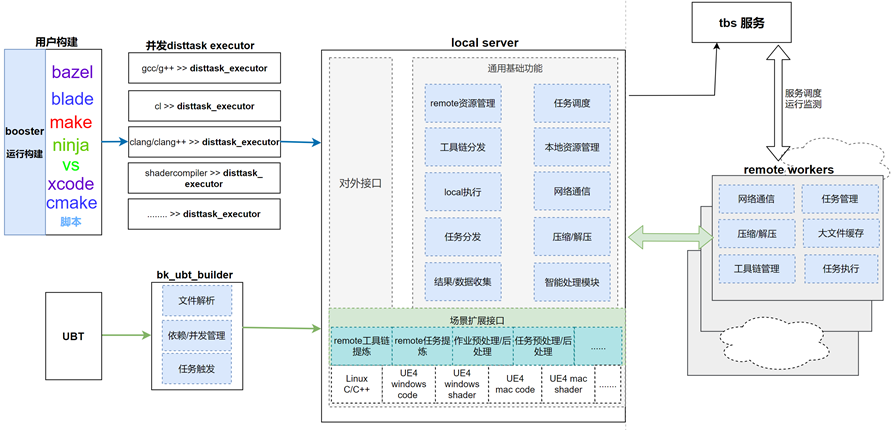 用户构建
booster
运行构建
bazel
blade
make
ninja
vs
xcode
cmake
脚本
并发disttask executor
gcc/g++ >> disttask_executor
cl >> disttask_executor
clang/clang++ >> disttask_executor
shadercompiler >> disttask_
executor
........ >> disttask_executor
UBT
bk_ubt_builder
文件解析
依赖/并发管理
任务触发
local server
对外接口
通用基础功能
remote资源管理
任务调度
工具链分发
本地资源管理
local执行
网络通信
任务分发
压缩/解压
结果/数据收集
智能处理模块
场景扩展接口
remote工具链
提炼
remote任务提
炼
作业预处理/后
处理
任务预处理/后
处理
......
Linux
C/C++
UE4
windows
code
UE4
windows
shader
UE4
mac code
UE4 mac
shader
.......
tbs 服务
服务调度
运行监测
remote workers
网络通信
任务管理
压缩/解压
大文件缓存
工具链管理
任务执行